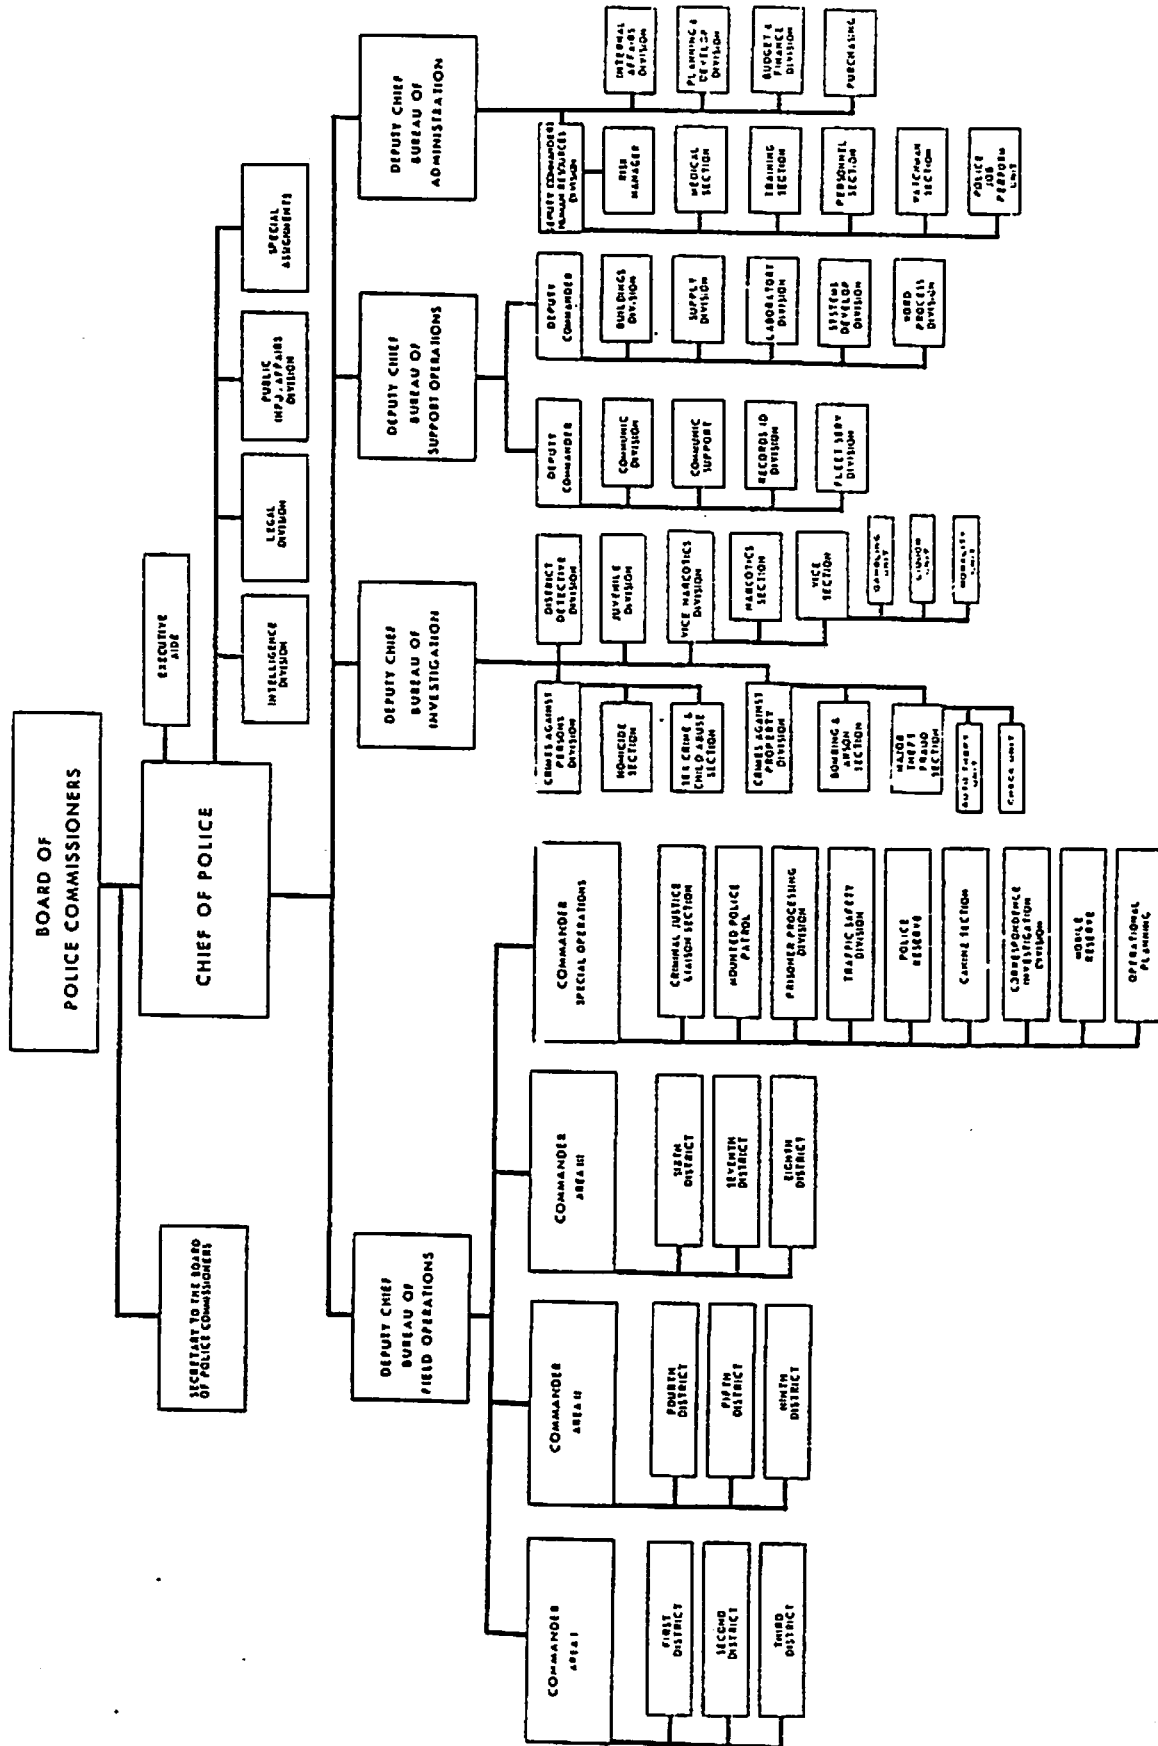 BOARD OF
POLICE COMMISSIONERS
SECRETARY TO THE BOARD
OF POLICE COMMISSIONERS
CHIEF OF POLICE
EXECUTIVE
AIDE
INTELLIGENCE
DIVISION
LEGAL
DIVISION
PUBLIC
INFO. AFFAIRS
DIVISION
SPECIAL
ASSIGNMENTS
DEPUTY CHIEF
BUREAU OF
FIELD OPERATIONS
DEPUTY CHIEF
BUREAU OF
INVESTIGATION
DEPUTY CHIEF
BUREAU OF
SUPPORT OPERATIONS
DEPUTY CHIEF
BUREAU OF
ADMINISTRATION
COMMANDER
AREA I
FIRST
DISTRICT
SECOND
DISTRICT
THIRD
DISTRICT
COMMANDER
AREA II
FOURTH
DISTRICT
FIFTH
DISTRICT
NINTH
DISTRICT
COMMANDER
AREA III
SIXTH
DISTRICT
SEVENTH
DISTRICT
EIGHTH
DISTRICT
COMMANDER
SPECIAL OPERATIONS
CRIMINAL JUSTICE
LIAISON SECTION
MOUNTED POLICE
PATROL
PRISONER PROCESSING
DIVISION
TRAFFIC SAFETY
DIVISION
POLICE
RESERVE
CANINE SECTION
CORRESPONDENCE
INVESTIGATION
DIVISION
MOBILE
RESERVE
OPERATIONAL
PLANNING
CRIMES AGAINST
PERSONS
DIVISION
HOMICIDE
SECTION
SEX CRIME &
CHILD ABUSE
SECTION
CRIMES AGAINST
PROPERTY
DIVISION
BOMBING &
ARSON
SECTION
MAJOR
THEFT
FRAUD
SECTION
AUTO THEFT
UNIT
CHECK UNIT
DISTRICT
DETECTIVE
DIVISION
JUVENILE
DIVISION
VICE NARCOTICS
DIVISION
NARCOTICS
SECTION
VICE
SECTION
GAMBLING
UNIT
LIQUOR
UNIT
MORALITY
UNIT
DEPUTY
COMMANDER
COMMUNIC
DIVISION
COMMUNIC
SUPPORT
RECORDS ID
DIVISION
FLEET SERV
DIVISION
DEPUTY
COMMANDER
BUILDINGS
DIVISION
SUPPLY
DIVISION
LABORATORY
DIVISION
SYSTEMS
DEVELOP
DIVISION
WORD
PROCESS
DIVISION
DEPUTY COMMANDER
HUMAN RESOURCES
DIVISION
RISK
MANAGER
MEDICAL
SECTION
TRAINING
SECTION
PERSONNEL
SECTION
WATCHMAN
SECTION
POLICE
JOB
PERFORM
UNIT
INTERNAL
AFFAIRS
DIVISION
PLANNING &
DEVELOP
DIVISION
BUDGET &
FINANCE
DIVISION
PURCHASING